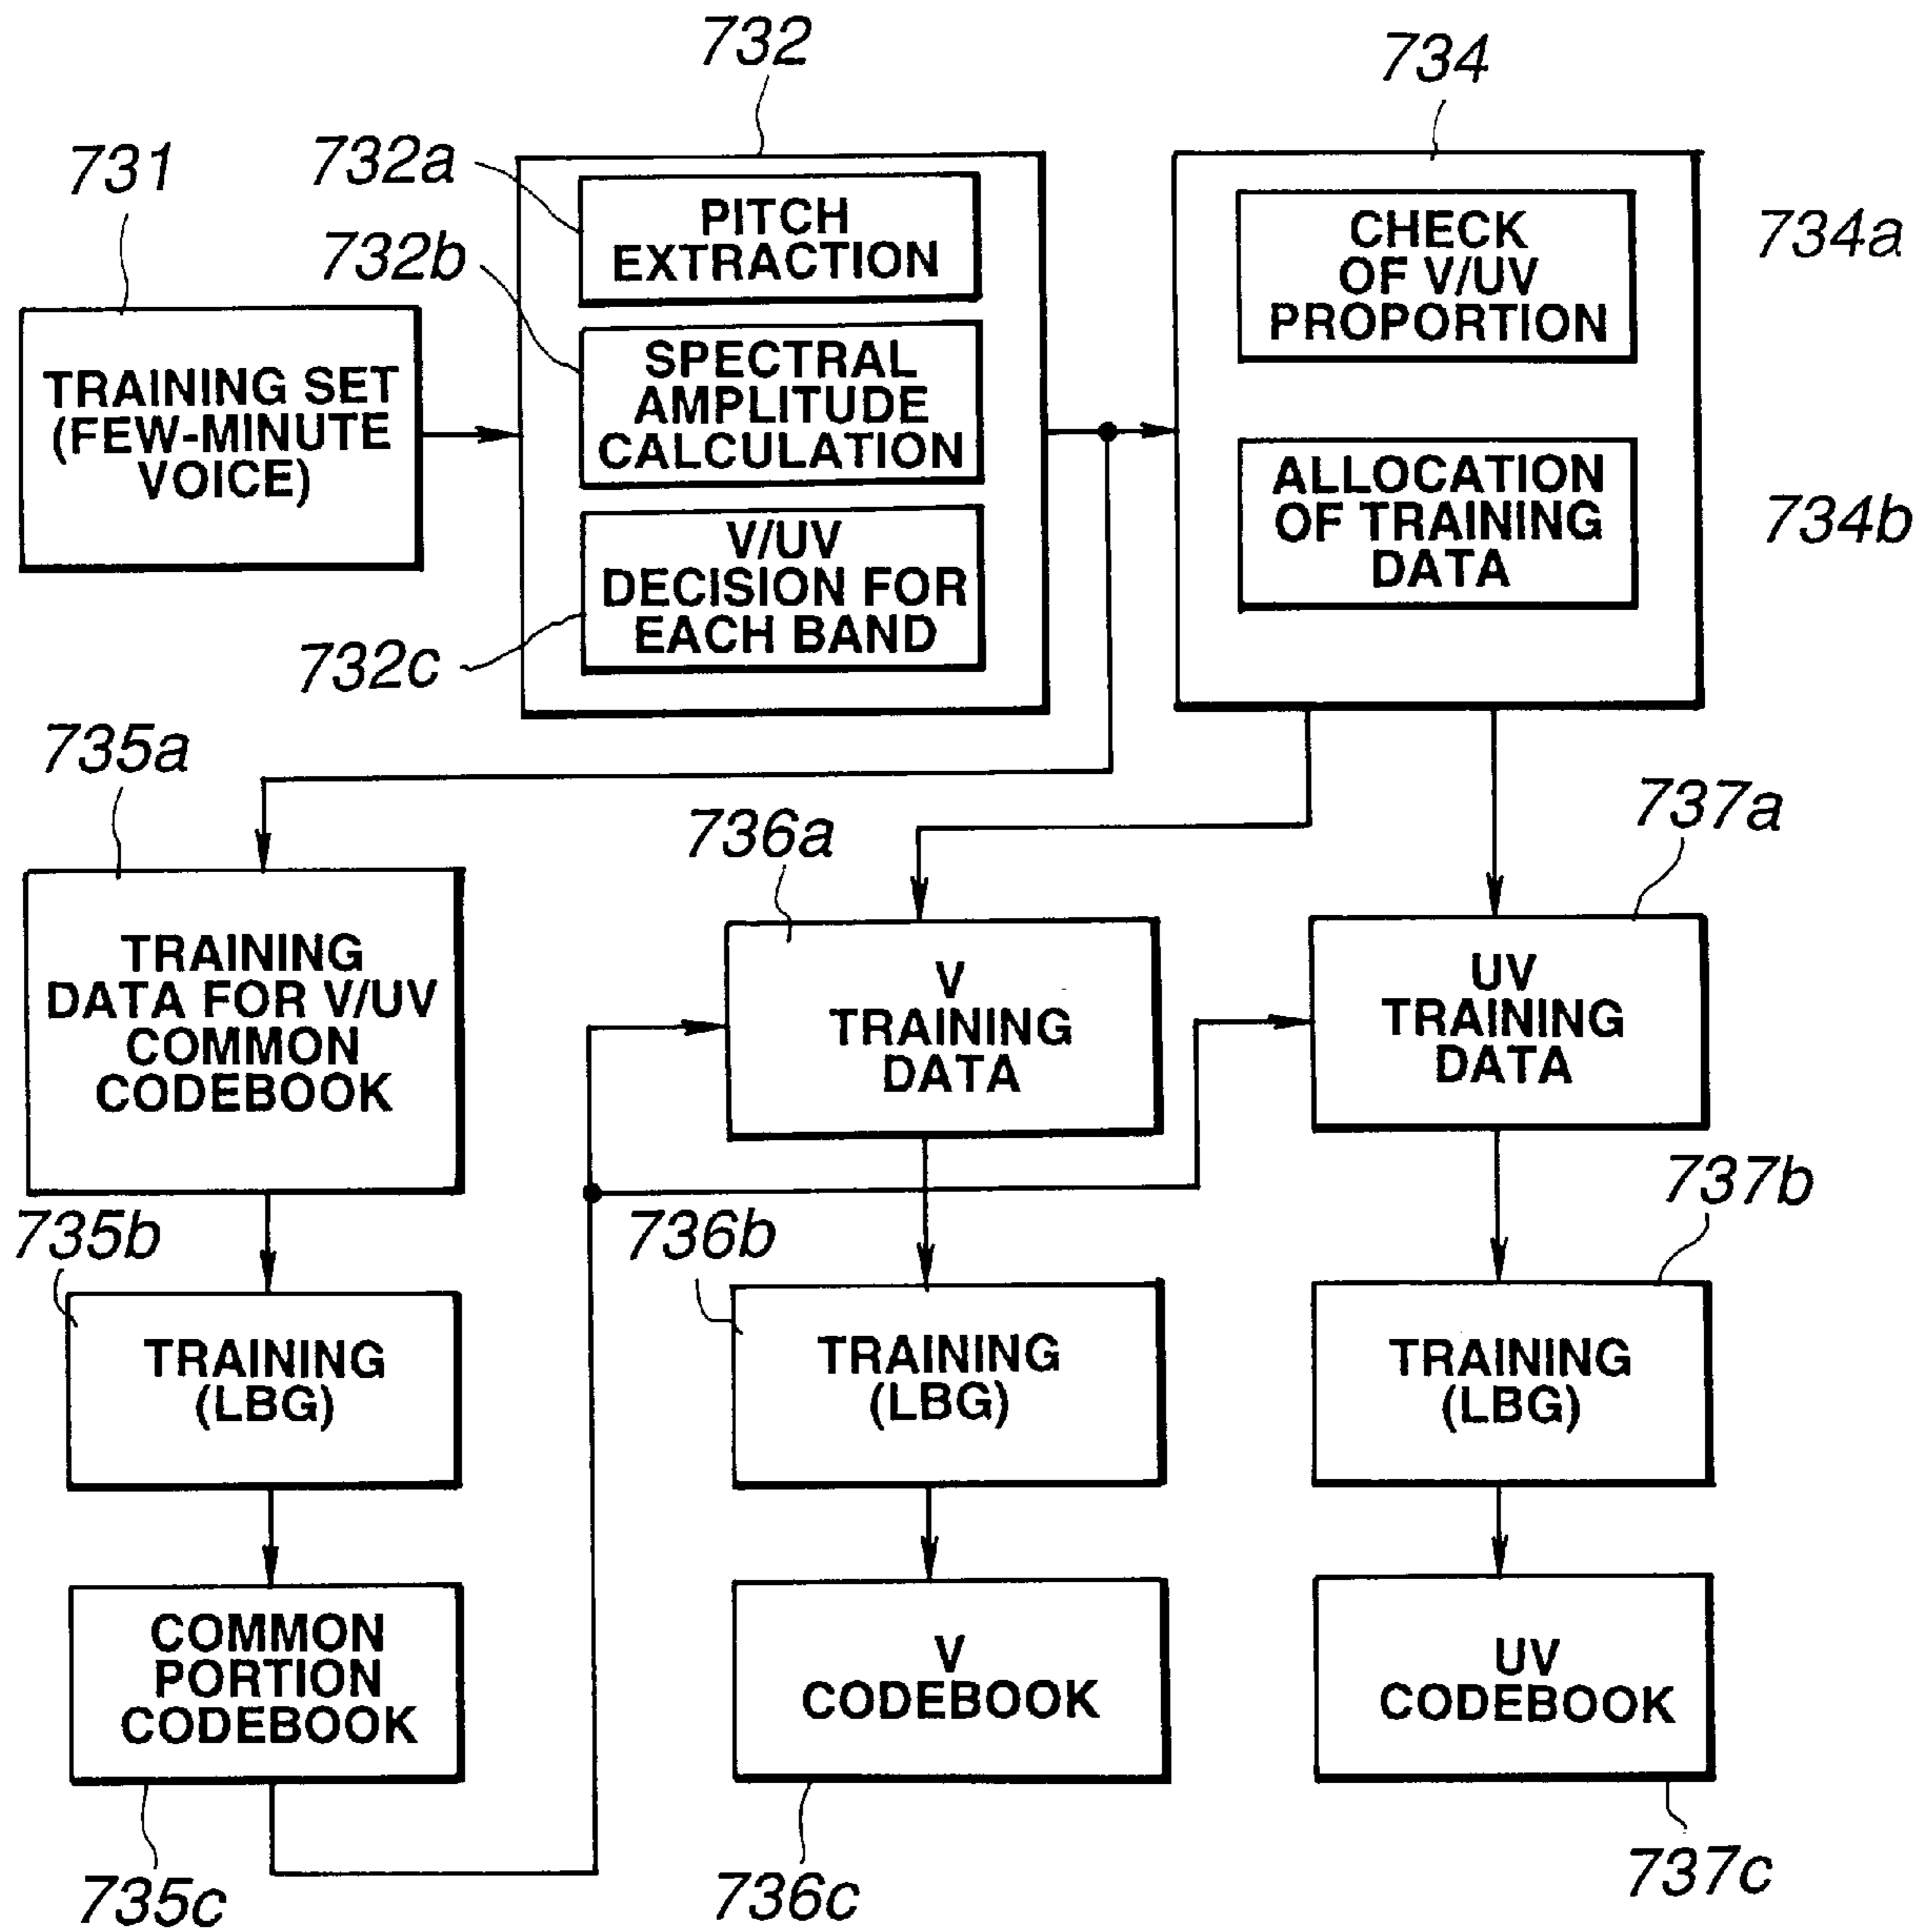 732
734
731
732a
732b
732c
PITCH
EXTRACTION
SPECTRAL
AMPLITUDE
CALCULATION
V/UV
DECISION FOR
EACH BAND
CHECK
OF V/UV
PROPORTION
734a
ALLOCATION
OF TRAINING
DATA
734b
TRAINING SET
(FEW-MINUTE
VOICE)
735a
736a
737a
TRAINING
DATA FOR V/UV
COMMON
CODEBOOK
V
TRAINING
DATA
UV
TRAINING
DATA
735b
736b
737b
TRAINING
(LBG)
TRAINING
(LBG)
TRAINING
(LBG)
COMMON
PORTION
CODEBOOK
V
CODEBOOK
UV
CODEBOOK
735c
736c
737c